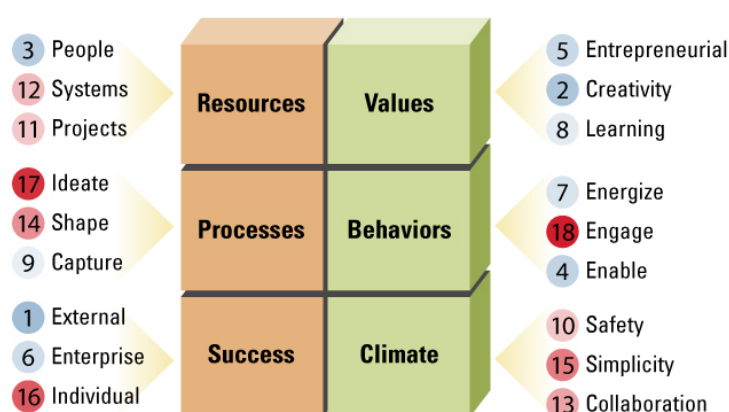 3 People
12 Systems
11 Projects
Resources
Values
5 Entrepreneurial
2 Creativity
8 Learning
17 Ideate
14 Shape
9 Capture
Processes
Behaviors
7 Energize
18 Engage
4 Enable
1 External
6 Enterprise
16 Individual
Success
Climate
10 Safety
15 Simplicity
13 Collaboration